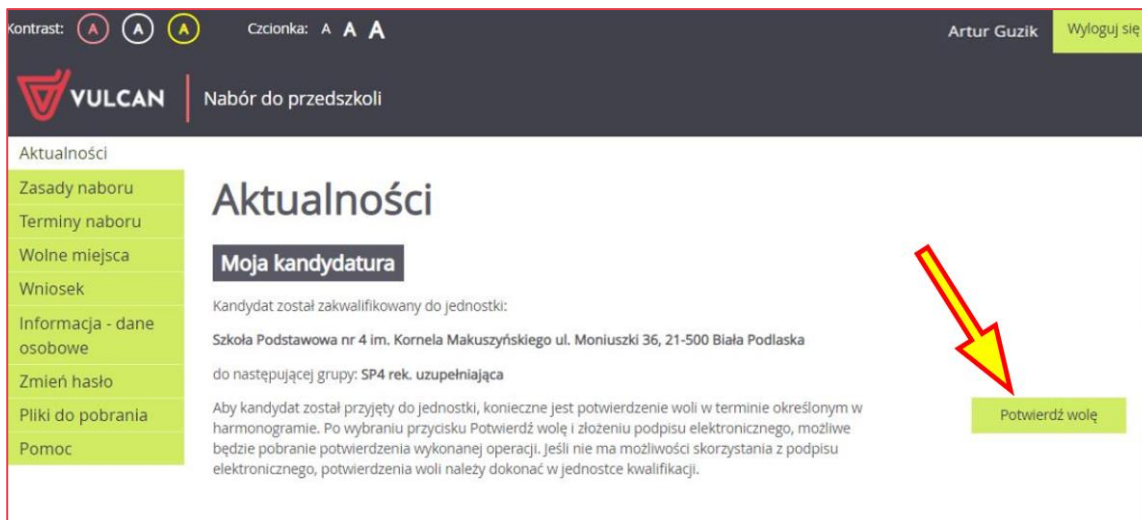 Kontrast: A A A Czcionka: A A A Artur Guzik Wyloguj się
VULCAN Nabór do przedszkoli
Aktualności
Zasady naboru
Terminy naboru
Wolne miejsca
Wniosek
Informacja - dane
osobowe
Zmień hasło
Pliki do pobrania
Pomoc
Aktualności
Moja kandydatura
Kandydat został zakwalifikowany do jednostki:
Szkoła Podstawowa nr 4 im. Kornela Makuszyńskiego ul. Moniuszki 36, 21-500 Biała Podlaska
do następującej grupy: SP4 rek. uzupełniająca
Aby kandydat został przyjęty do jednostki, konieczne jest potwierdzenie woli w terminie określonym w
harmonogramie. Po wybraniu przycisku Potwierdź wolę i złożeniu podpisu elektronicznego, możliwe
będzie pobranie potwierdzenia wykonanej operacji. Jeśli nie ma możliwości skorzystania z podpisu
elektronicznego, potwierdzenia woli należy dokonać w jednostce kwalifikacji.
Potwierdź wolę